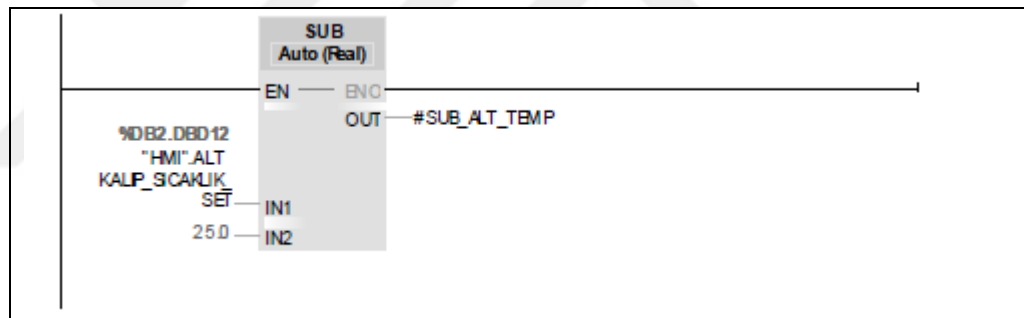 SUB
Auto (Real)
EN ENO
OUT #SUB_ALT_TEMP
%DB2.DBD12
"HMI".ALT
KALIP_SICAKLIK_
SET IN1
25.0 IN2